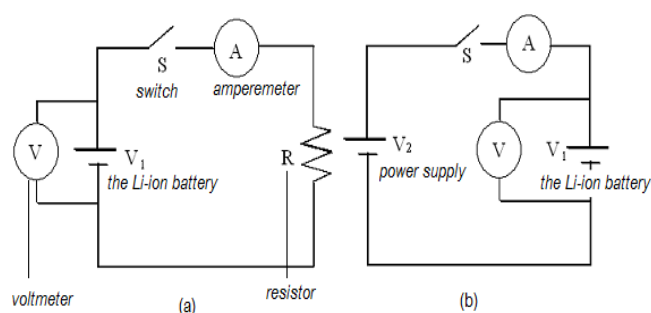 S
A
switch
amperemeter
V
V₁
the Li-ion battery
R
voltmeter
(a)
resistor
S
A
V₂
power supply
V
V₁
the Li-ion battery
(b)